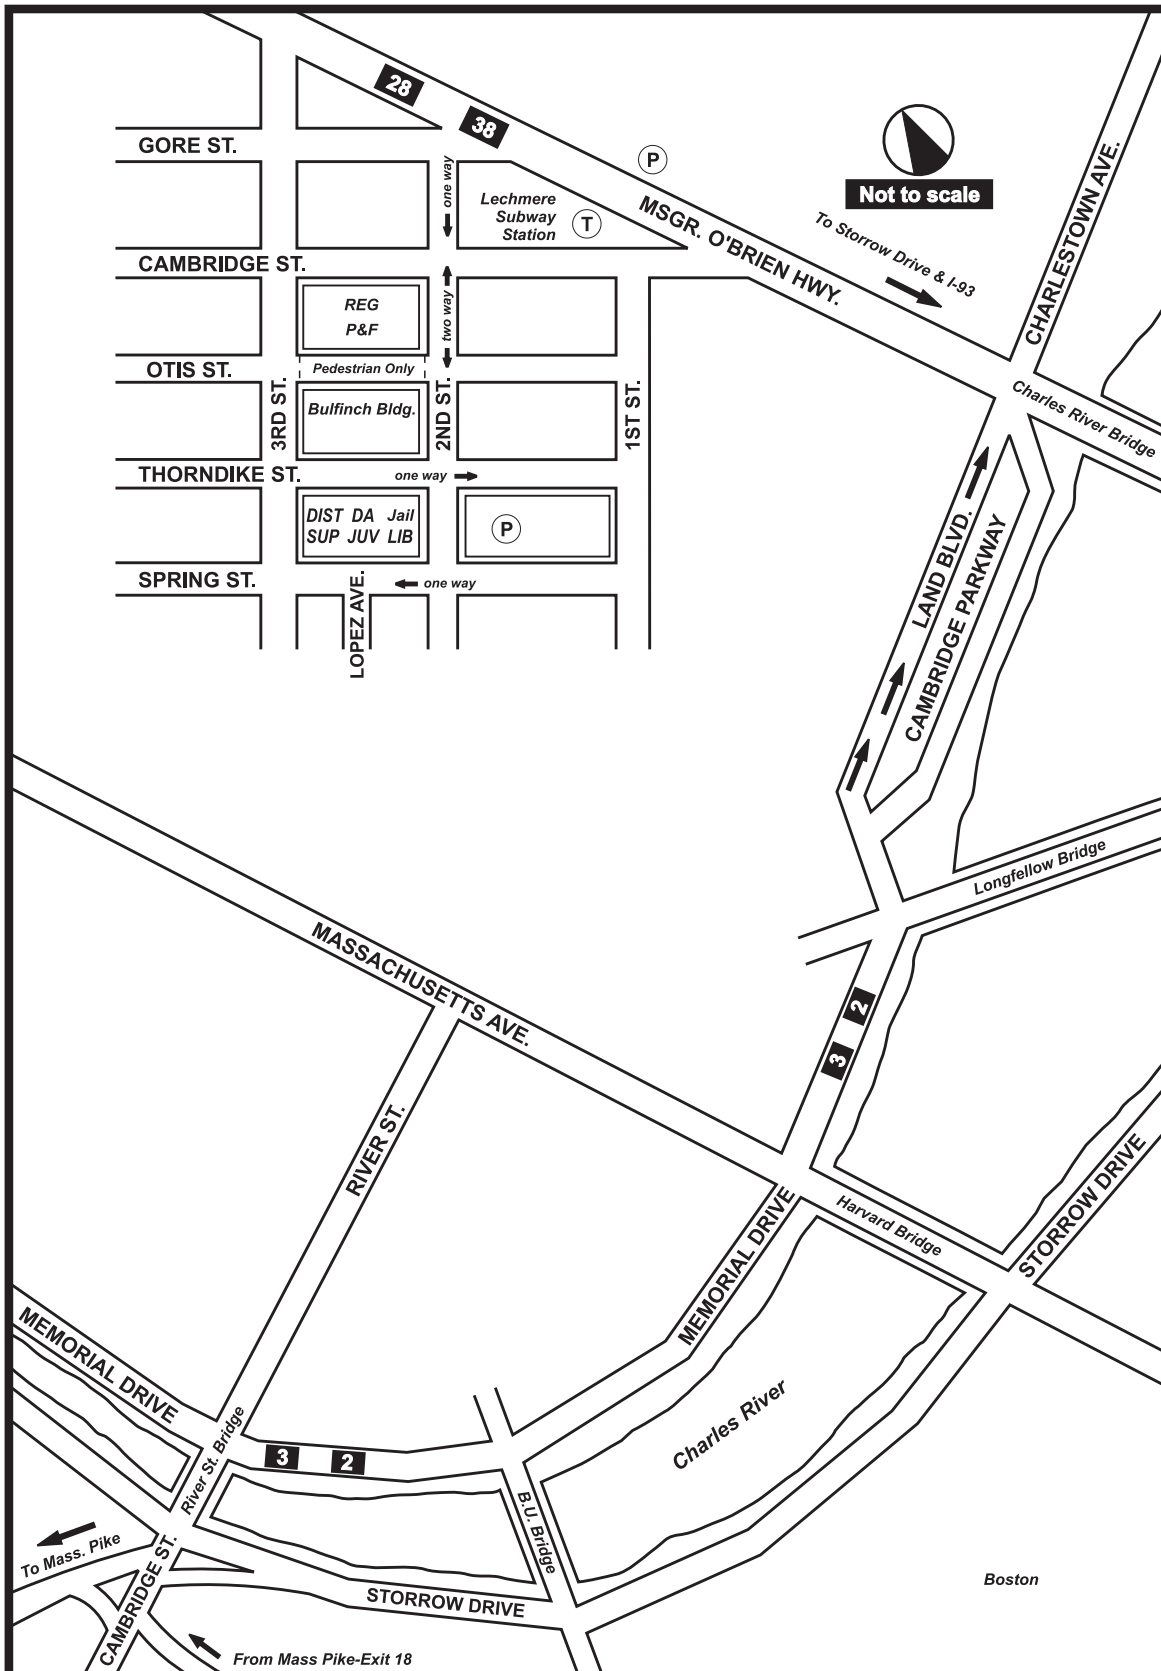 28
38
GORE ST.
P
Not to scale
CHARLESTOWN AVE.
one way
Lechmere
Subway
Station
T
MSGR. O'BRIEN HWY.
To Storrow Drive & I-93
CAMBRIDGE ST.
REG
P&F
two way
OTIS ST.
Pedestrian Only
3RD ST.
Bulfinch Bldg.
2ND ST.
1ST ST.
Charles River Bridge
THORNDIKE ST.
one way
DIST DA Jail
SUP JUV LIB
P
SPRING ST.
one way
LOPEZ AVE.
LAND BLVD.
CAMBRIDGE PARKWAY
Longfellow Bridge
MASSACHUSETTS AVE.
2
3
RIVER ST.
MEMORIAL DRIVE
Harvard Bridge
STORROW DRIVE
MEMORIAL DRIVE
Charles River
River St. Bridge
3
2
B.U. Bridge
To Mass. Pike
CAMBRIDGE ST.
STORROW DRIVE
Boston
From Mass Pike-Exit 18